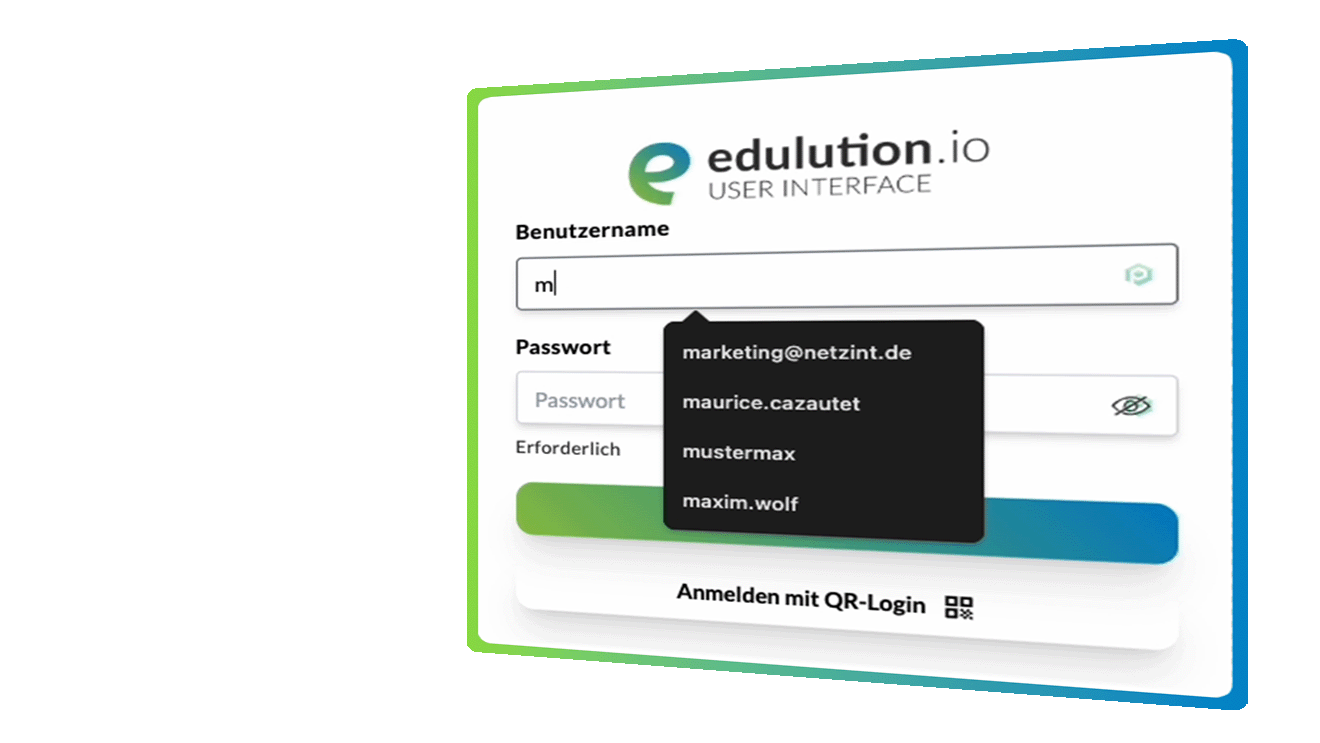 edulution.io
USER INTERFACE
Benutzername
m
marketing@netzint.de
maurice.cazautet
mustermax
maxim.wolf
Passwort
Passwort
Erforderlich
Anmelden mit QR-Login